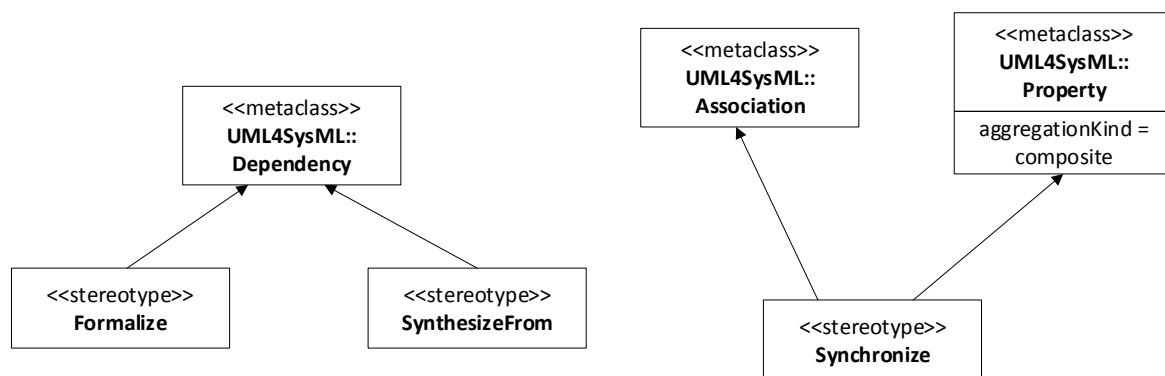 <<metaclass>>
UML4SysML::
Dependency
<<stereotype>>
Formalize
<<stereotype>>
SynthesizeFrom
<<metaclass>>
UML4SysML::
Association
<<metaclass>>
UML4SysML::
Property
aggregationKind =
composite
<<stereotype>>
Synchronize